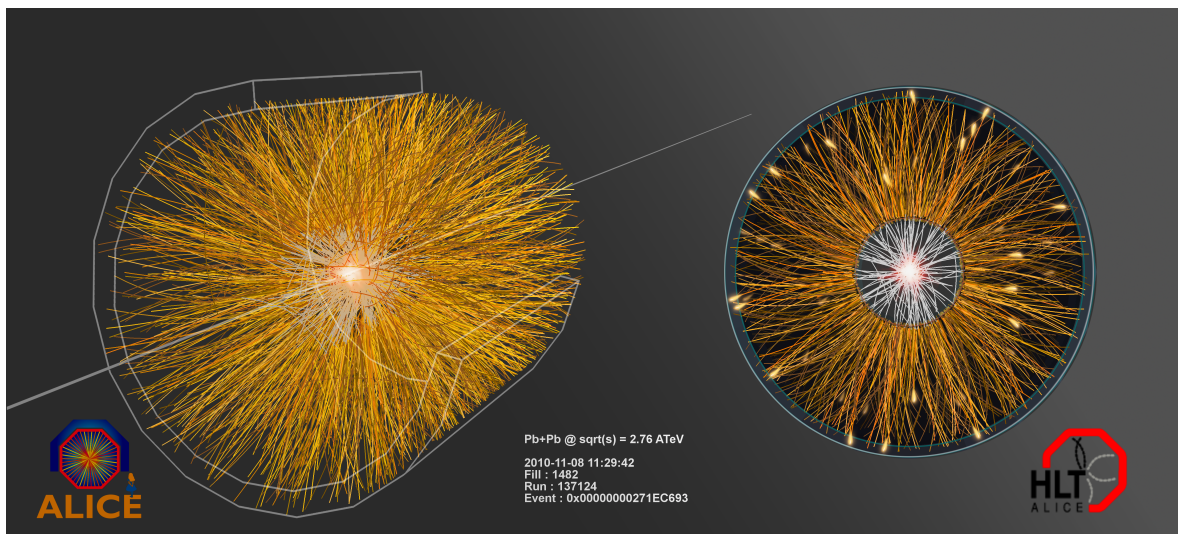 Pb+Pb @ sqrt(s) = 2.76 ATeV
2010-11-08 11:29:42
Fill : 1482
Run : 137124
Event : 0x00000000271EC693
ALICE
HLT
ALICE